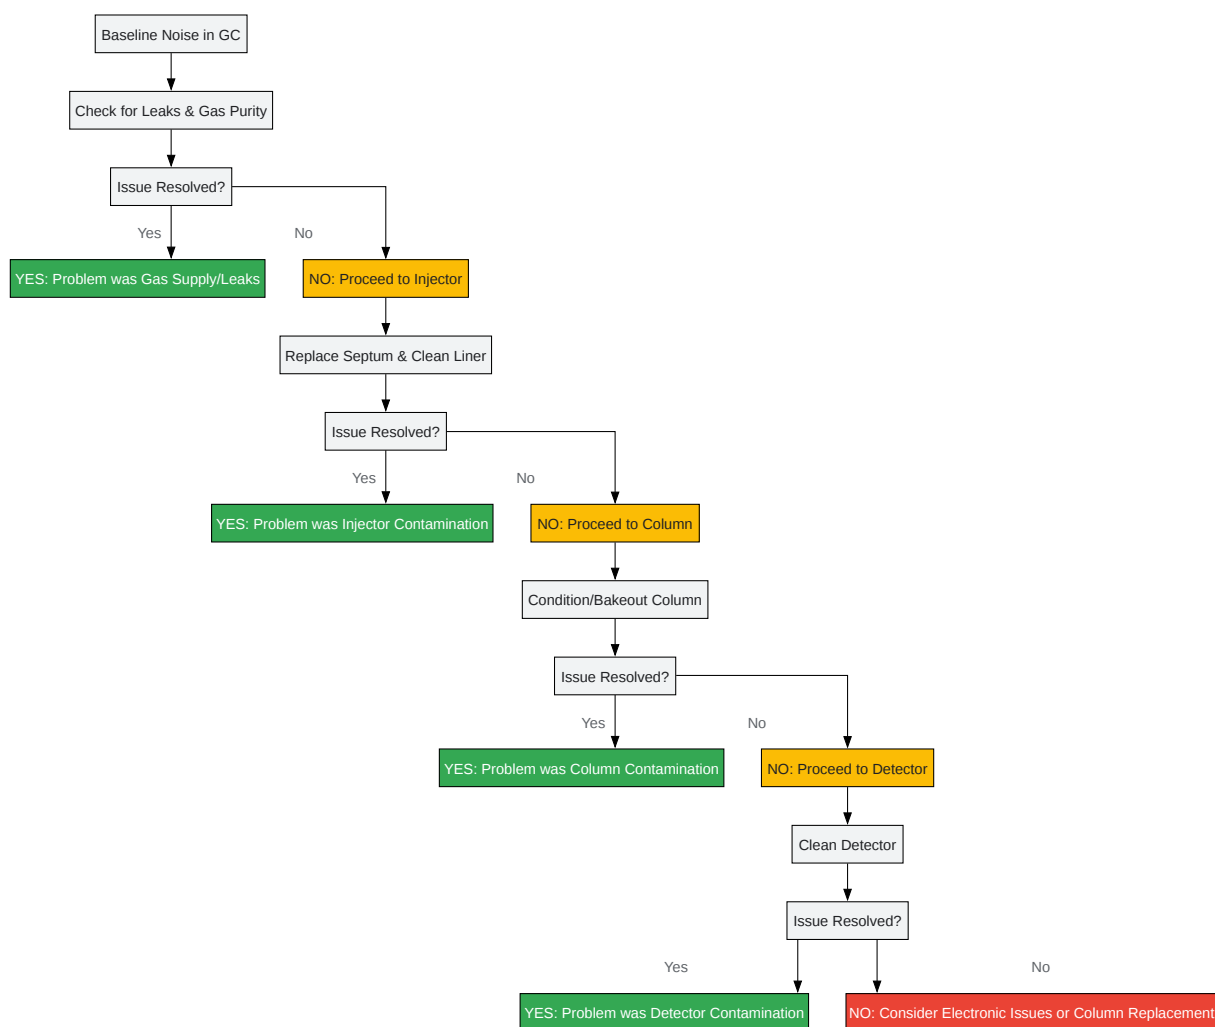 Baseline Noise in GC
Check for Leaks & Gas Purity
Issue Resolved?
Yes
No
YES: Problem was Gas Supply/Leaks
NO: Proceed to Injector
Replace Septum & Clean Liner
Issue Resolved?
Yes
No
YES: Problem was Injector Contamination
NO: Proceed to Column
Condition/Bakeout Column
Issue Resolved?
Yes
No
YES: Problem was Column Contamination
NO: Proceed to Detector
Clean Detector
Issue Resolved?
Yes
No
YES: Problem was Detector Contamination
NO: Consider Electronic Issues or Column Replacement